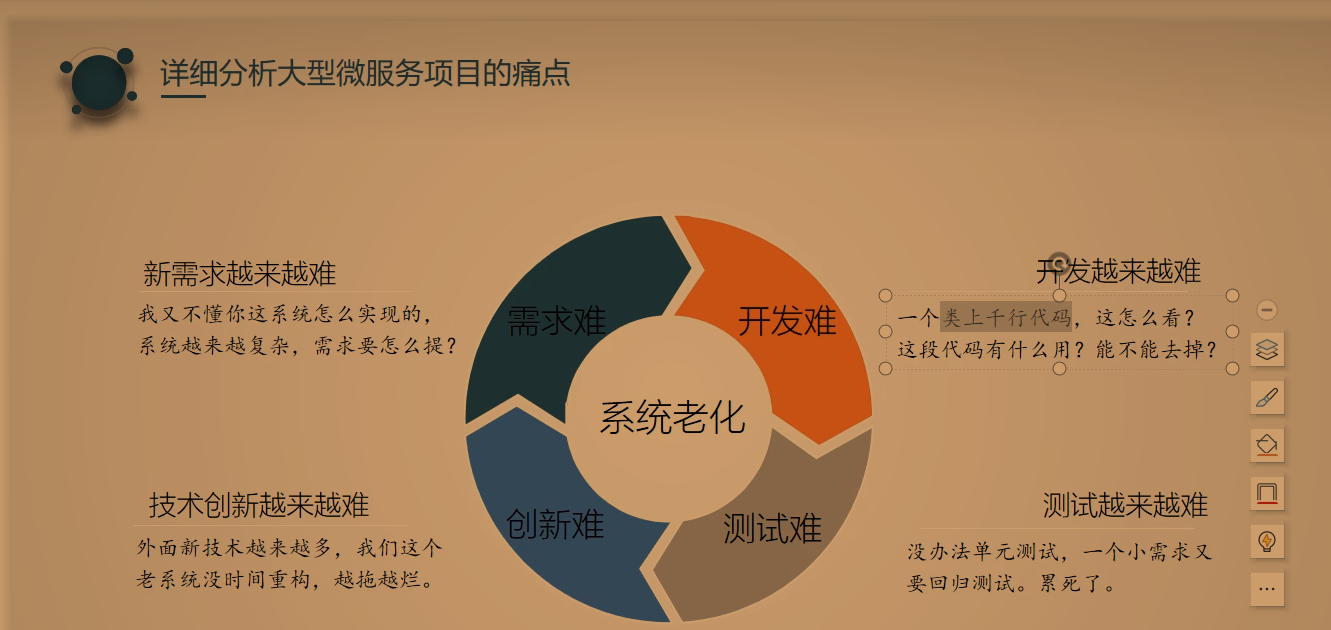 详细分析大型微服务项目的痛点
新需求越来越难
我又不懂你这系统怎么实现的，
系统越来越复杂，需求要怎么提？
开发越来越难
一个类上千行代码，这怎么看？
这段代码有什么用？能不能去掉？
需求难
开发难
系统老化
创新难
测试难
技术创新越来越难
外面新技术越来越多，我们这个
老系统没时间重构，越拖越烂。
测试越来越难
没办法单元测试，一个小需求又
要回归测试。累死了。